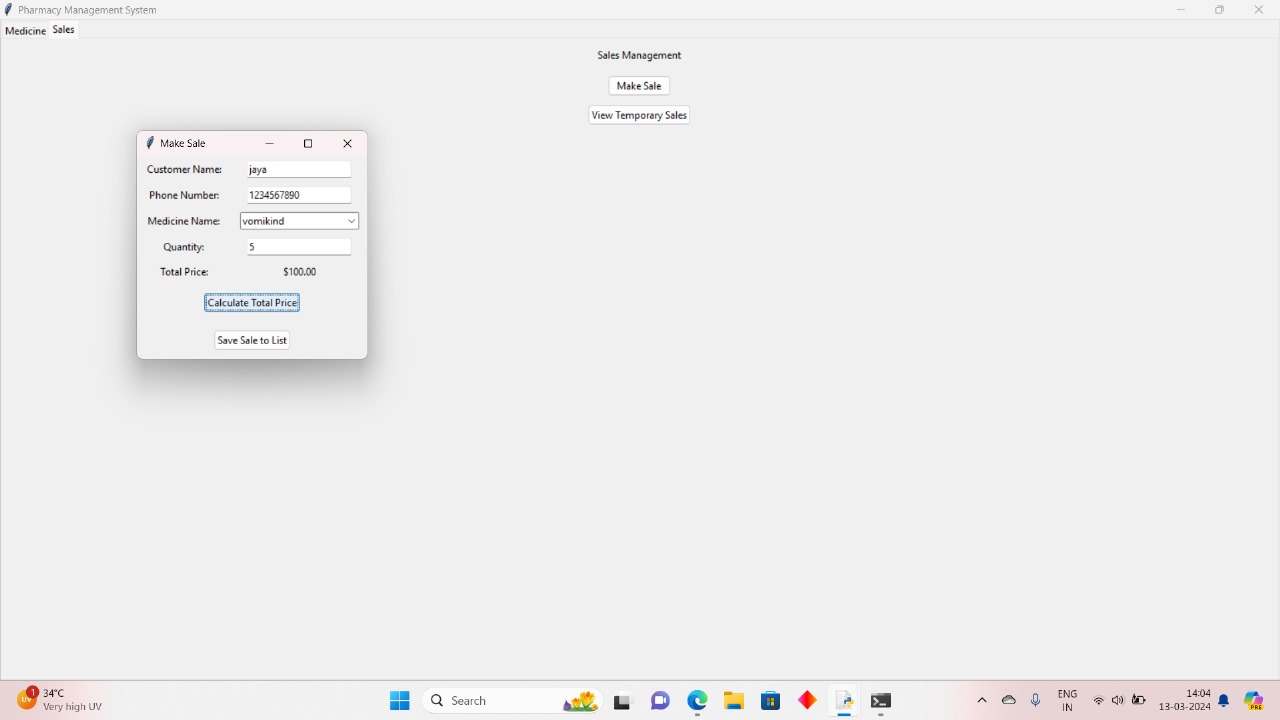 Pharmacy Management System
Medicine Sales
Sales Management
Make Sale
View Temporary Sales
Make Sale
Customer Name: jaya
Phone Number: 1234567890
Medicine Name: vomikind
Quantity: 5
Total Price: $100.00
Calculate Total Price
Save Sale to List
1
34°C
Very high UV
Search
ENG
IN
14:04
13-03-2024